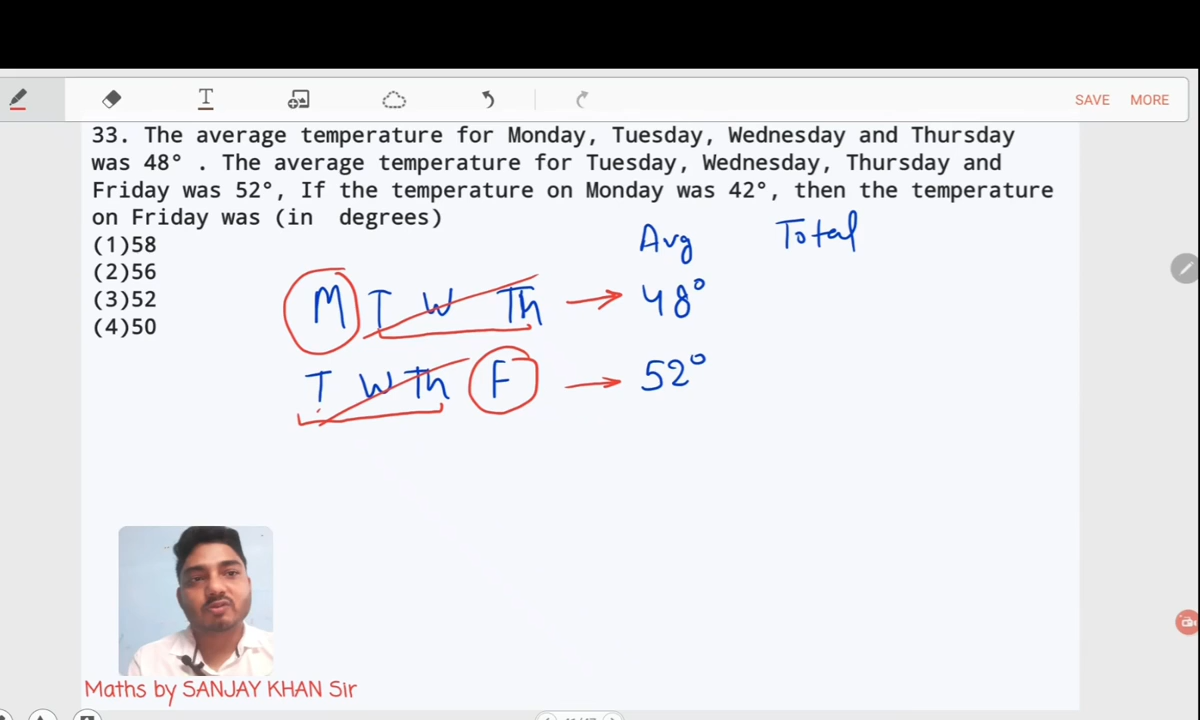 T
SAVE MORE
33. The average temperature for Monday, Tuesday, Wednesday and Thursday
was 48° . The average temperature for Tuesday, Wednesday, Thursday and
Friday was 52°, If the temperature on Monday was 42°, then the temperature
on Friday was (in degrees)
(1)58
(2)56
(3)52
(4)50
Avg Total
M T W Th → 48°
T W Th F → 52°
Maths by SANJAY KHAN Sir